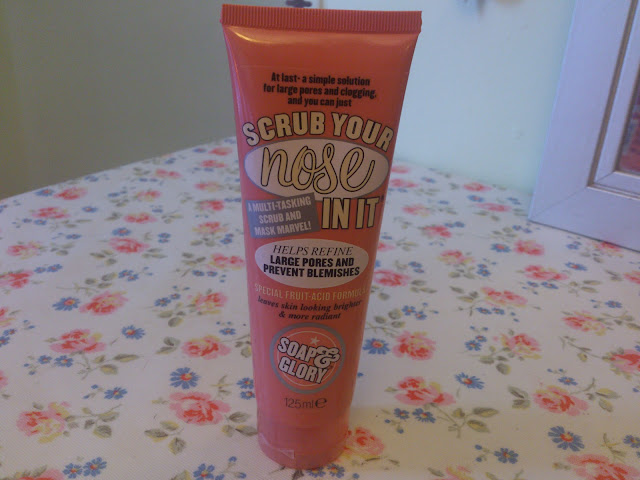 At last- a simple solution
for large pores and clogging,
and you can just
SCRUB YOUR
nose
IN IT
A MULTI-TASKING
SCRUB AND
MASK MARVEL!
HELPS REFINE
LARGE PORES AND
PREVENT BLEMISHES
SPECIAL FRUIT-ACID FORMULA
leaves skin looking brighter
& more radiant
SOAP &
GLORY
125ml℮